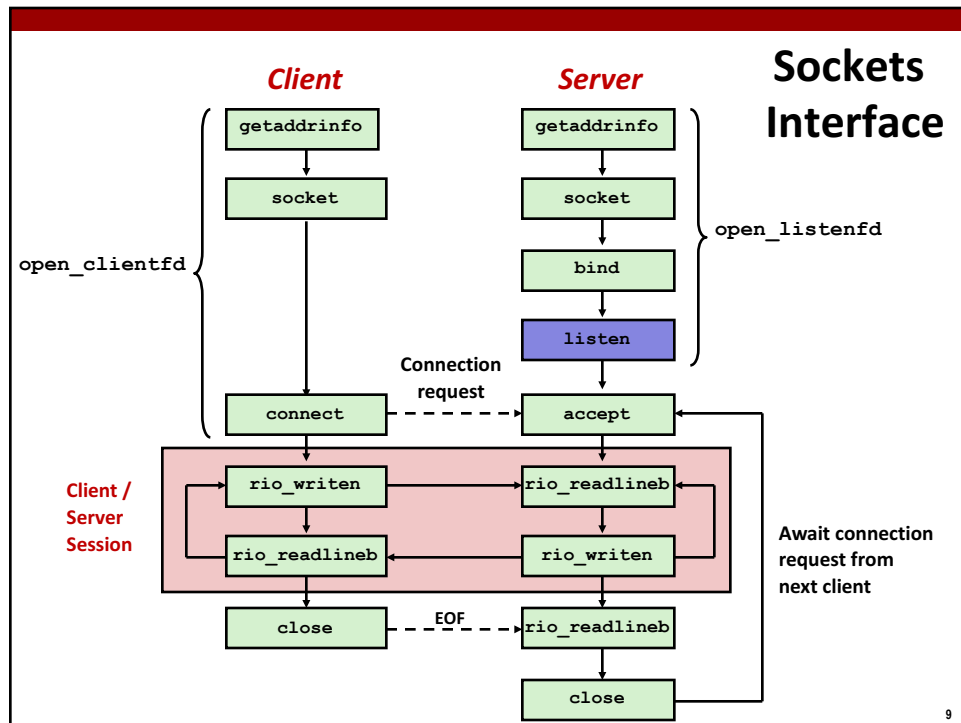 Sockets
Interface
Client
Server
getaddrinfo
getaddrinfo
socket
socket
open_clientfd
open_listenfd
bind
listen
Connection
request
connect
accept
Client /
Server
Session
rio_writen
rio_readlineb
rio_readlineb
rio_writen
Await connection
request from
next client
close
EOF
rio_readlineb
close
9